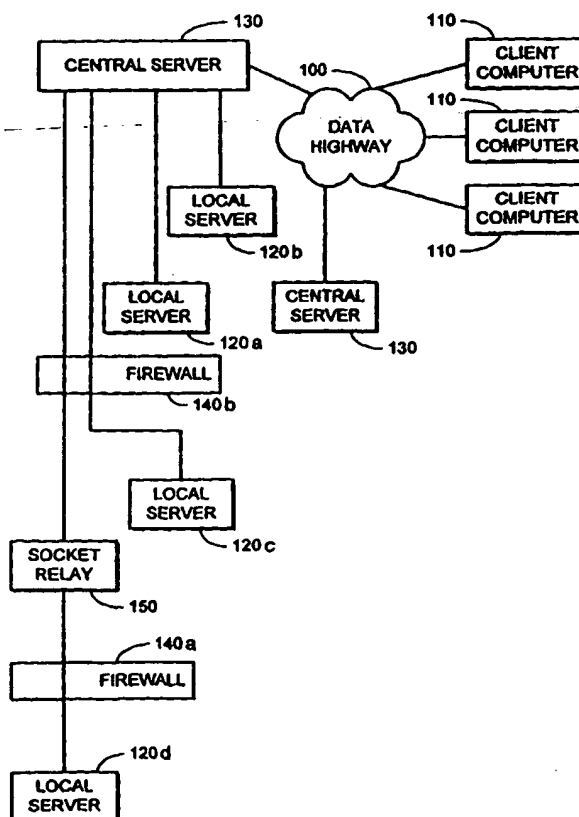 130
CENTRAL SERVER
100
DATA
HIGHWAY
110
CLIENT
COMPUTER
110
CLIENT
COMPUTER
CLIENT
COMPUTER
110
LOCAL
SERVER
120b
LOCAL
SERVER
120a
CENTRAL
SERVER
130
FIREWALL
140b
LOCAL
SERVER
120c
SOCKET
RELAY
150
140a
FIREWALL
120d
LOCAL
SERVER